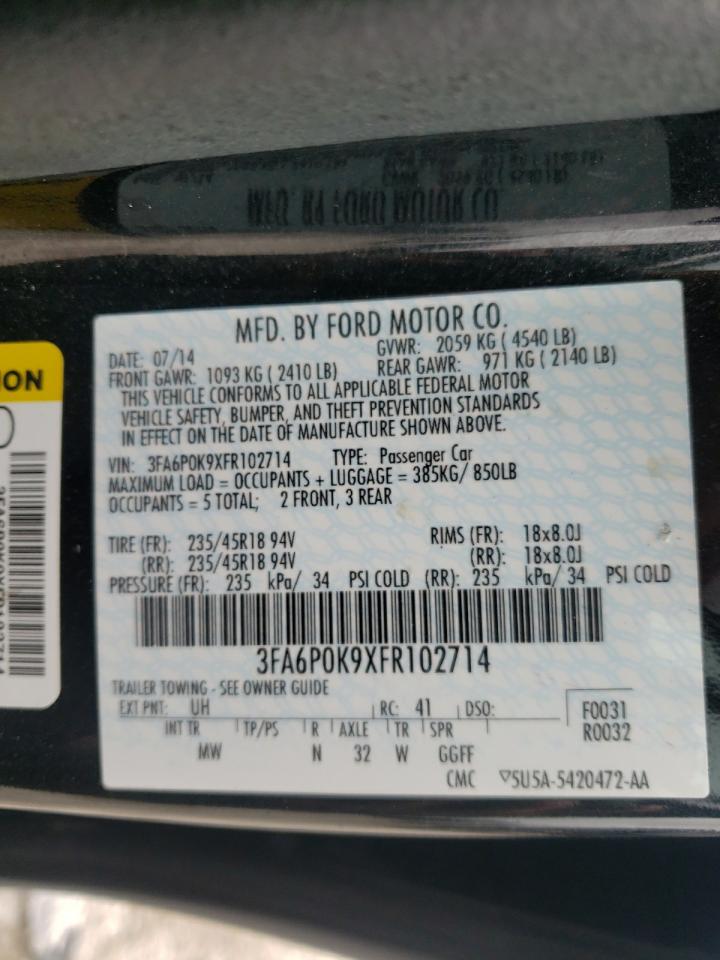 MFD. BY FORD MOTOR CO.
DATE: 07/14 GVWR: 2059 KG ( 4540 LB)
FRONT GAWR: 1093 KG ( 2410 LB) REAR GAWR: 971 KG ( 2140 LB)
THIS VEHICLE CONFORMS TO ALL APPLICABLE FEDERAL MOTOR
VEHICLE SAFETY, BUMPER, AND THEFT PREVENTION STANDARDS
IN EFFECT ON THE DATE OF MANUFACTURE SHOWN ABOVE.
VIN: 3FA6P0K9XFR102714 TYPE: Passenger Car
MAXIMUM LOAD = OCCUPANTS + LUGGAGE = 385KG/ 850LB
OCCUPANTS = 5 TOTAL; 2 FRONT, 3 REAR
TIRE (FR): 235/45R18 94V RIMS (FR): 18x8.0J
(RR): 235/45R18 94V (RR): 18x8.0J
PRESSURE (FR): 235 kPa/ 34 PSI COLD (RR): 235 kPa/ 34 PSI COLD
3FA6P0K9XFR102714
TRAILER TOWING - SEE OWNER GUIDE
EXT PNT: UH RC: 41 DSO: F0031
INT TR TP/PS R AXLE TR SPR R0032
MW N 32 W GGFF
CMC ▽5U5A-5420472-AA
ION